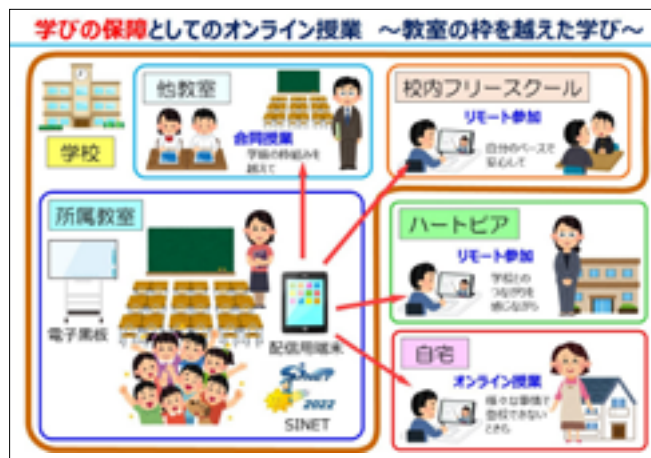 学びの保障としてのオンライン授業 ～教室の枠を越えた学び～
学校
他教室
合同授業
学級の枠組みを
越えて
校内フリースクール
リモート参加
自分のペースで
安心して
所属教室
電子黒板
配信用端末
SINET
2022
SINET
ハートピア
リモート参加
学校との
つながりを
感じながら
自宅
オンライン授業
様々な事情で
登校できない
ときも